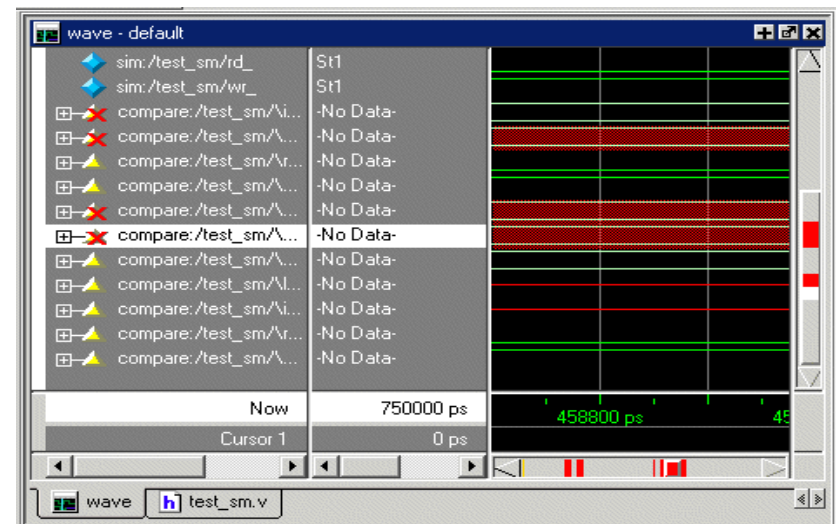 wave - default
sim:/test_sm/rd_ St1
sim:/test_sm/wr_ St1
compare:/test_sm/\i... -No Data-
compare:/test_sm/\... -No Data-
compare:/test_sm/\r... -No Data-
compare:/test_sm/\... -No Data-
compare:/test_sm/\... -No Data-
compare:/test_sm/\... -No Data-
compare:/test_sm/\... -No Data-
compare:/test_sm/\l... -No Data-
compare:/test_sm/\i... -No Data-
compare:/test_sm/\r... -No Data-
compare:/test_sm/\... -No Data-
Now 750000 ps 458800 ps 45
Cursor 1 0 ps
wave h test_sm.v